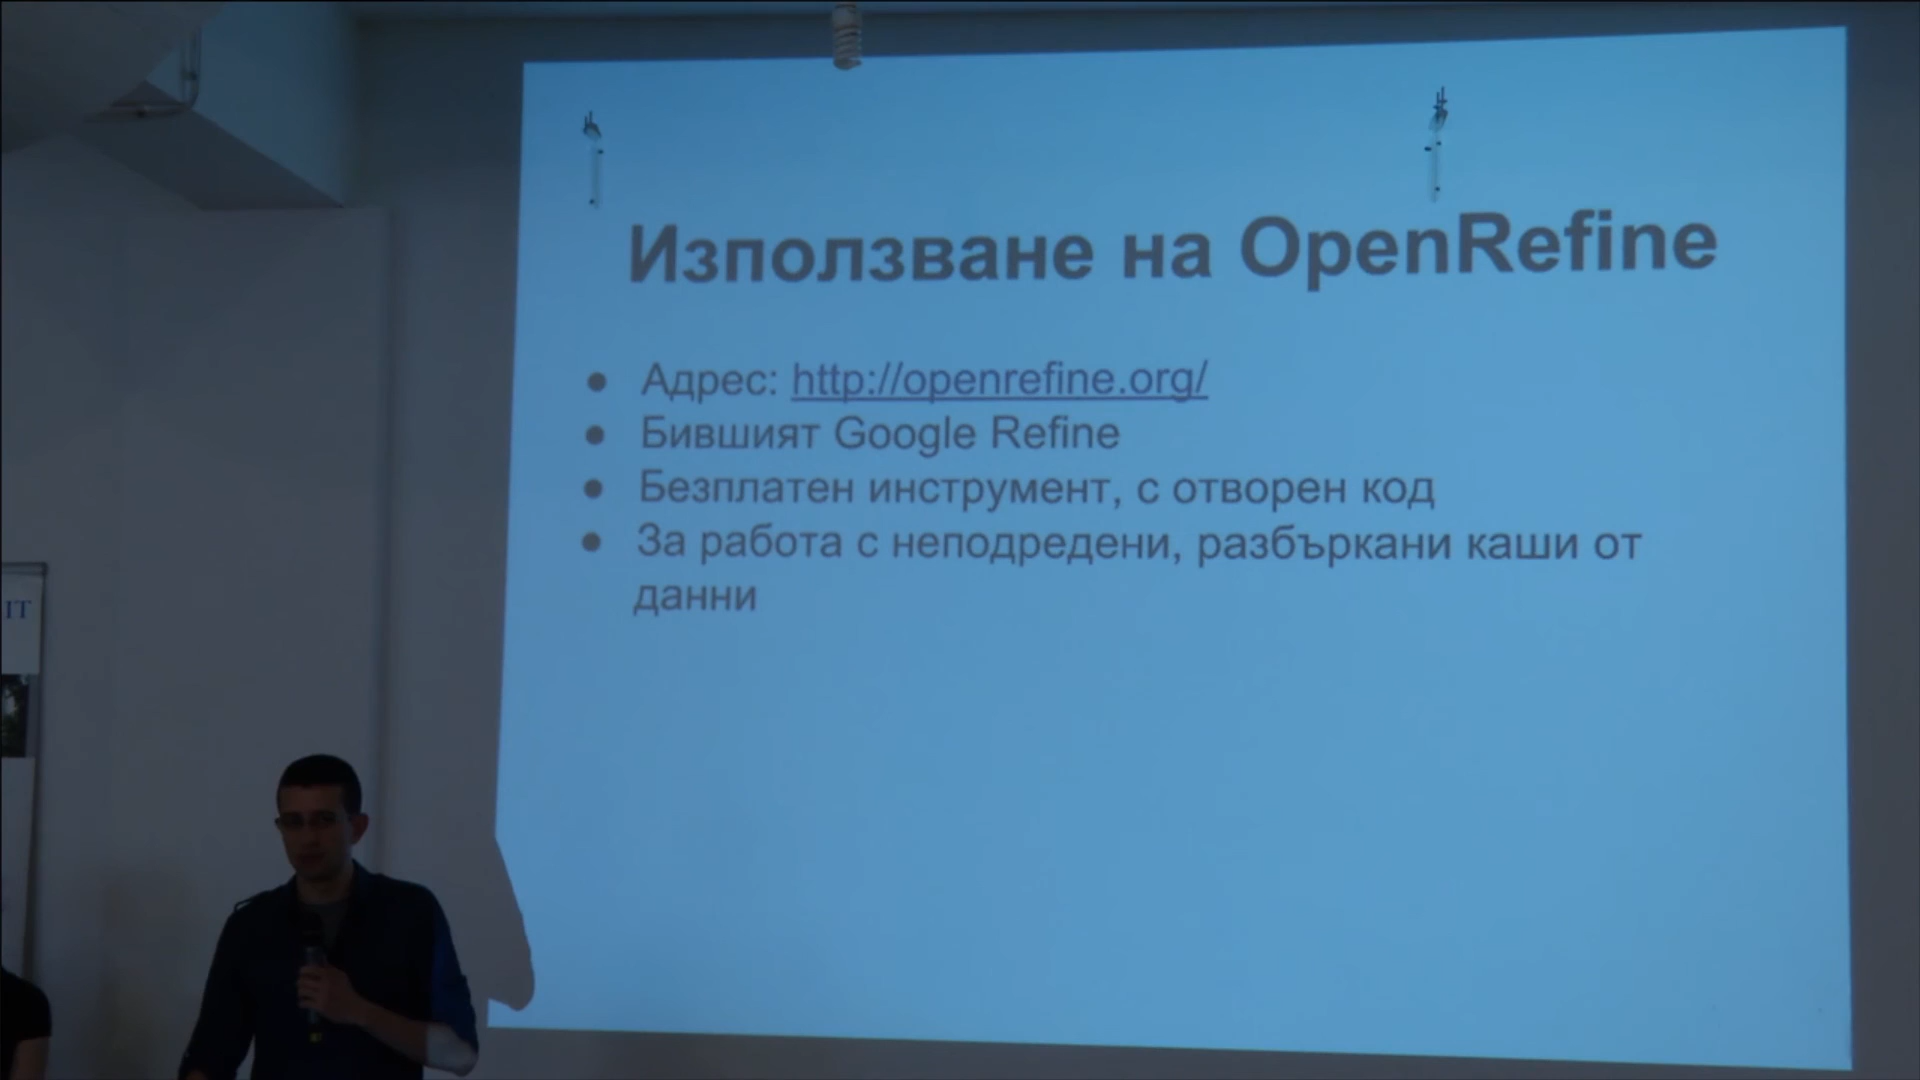 Използване на OpenRefine
● Адрес: http://openrefine.org/
● Бившият Google Refine
● Безплатен инструмент, с отворен код
● За работа с неподредени, разбъркани каши от
данни
IT